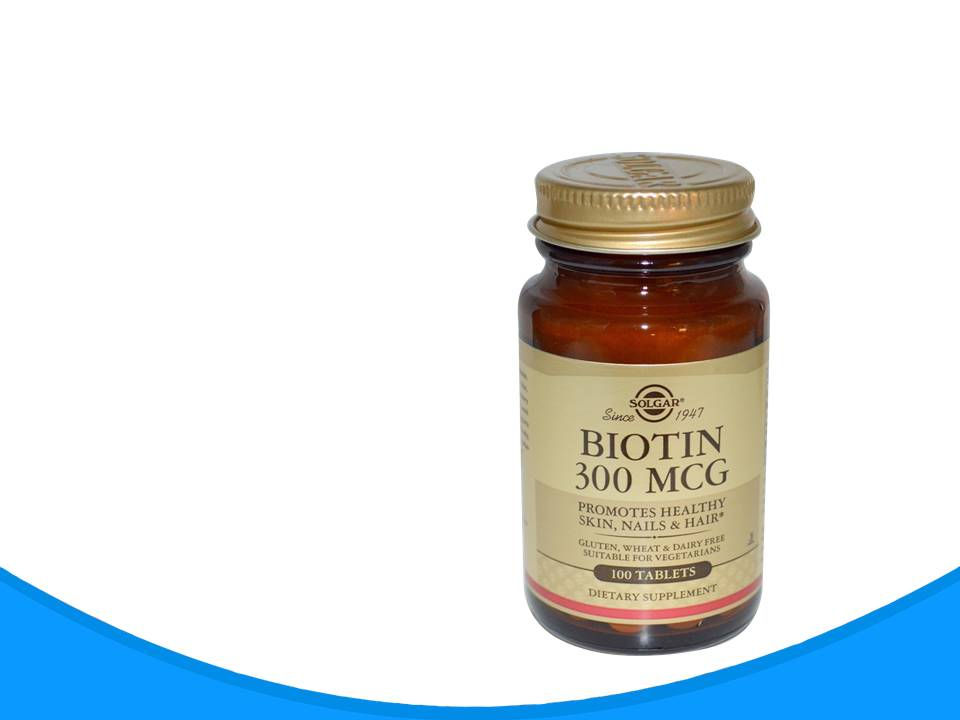 SOLGAR
SOLGAR®
Since 1947
BIOTIN
300 MCG
PROMOTES HEALTHY
SKIN, NAILS & HAIR*
GLUTEN, WHEAT & DAIRY FREE
SUITABLE FOR VEGETARIANS
100 TABLETS
DIETARY SUPPLEMENT